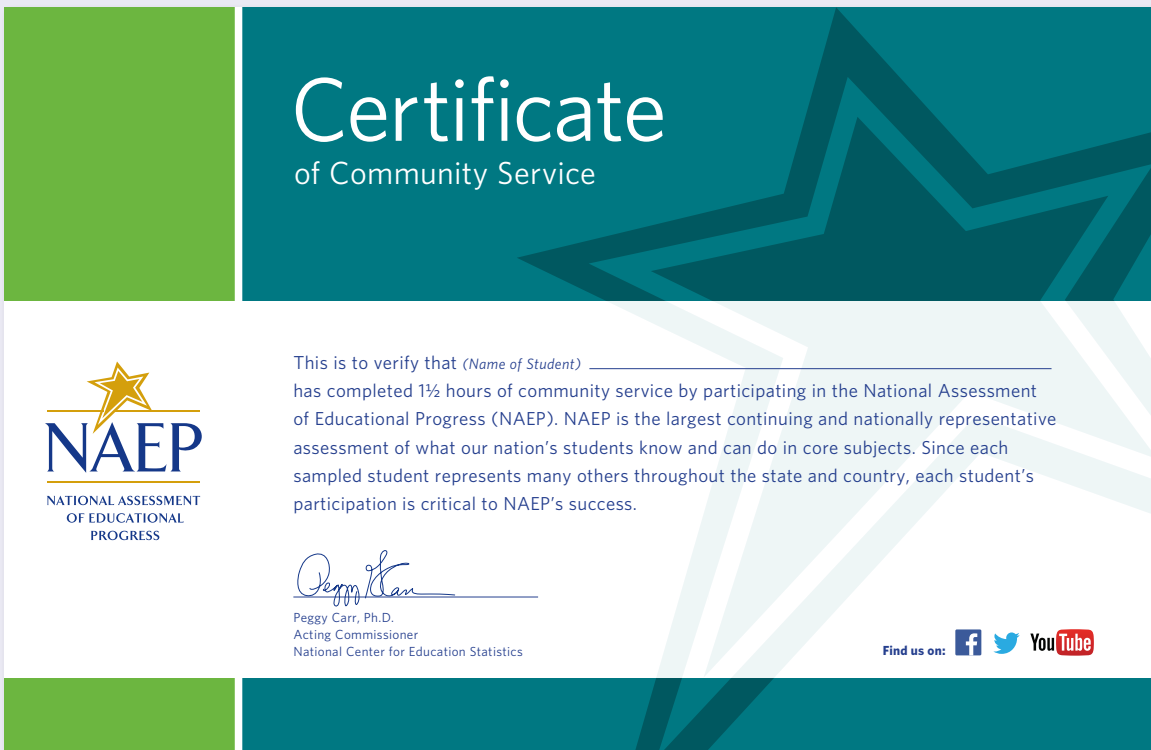 Certificate
of Community Service
This is to verify that (Name of Student)
has completed 1½ hours of community service by participating in the National Assessment
of Educational Progress (NAEP). NAEP is the largest continuing and nationally representative
assessment of what our nation’s students know and can do in core subjects. Since each
sampled student represents many others throughout the state and country, each student’s
participation is critical to NAEP’s success.
NAEP
NATIONAL ASSESSMENT
OF EDUCATIONAL
PROGRESS
Peggy Carr
Peggy Carr, Ph.D.
Acting Commissioner
National Center for Education Statistics
Find us on: f YouTube